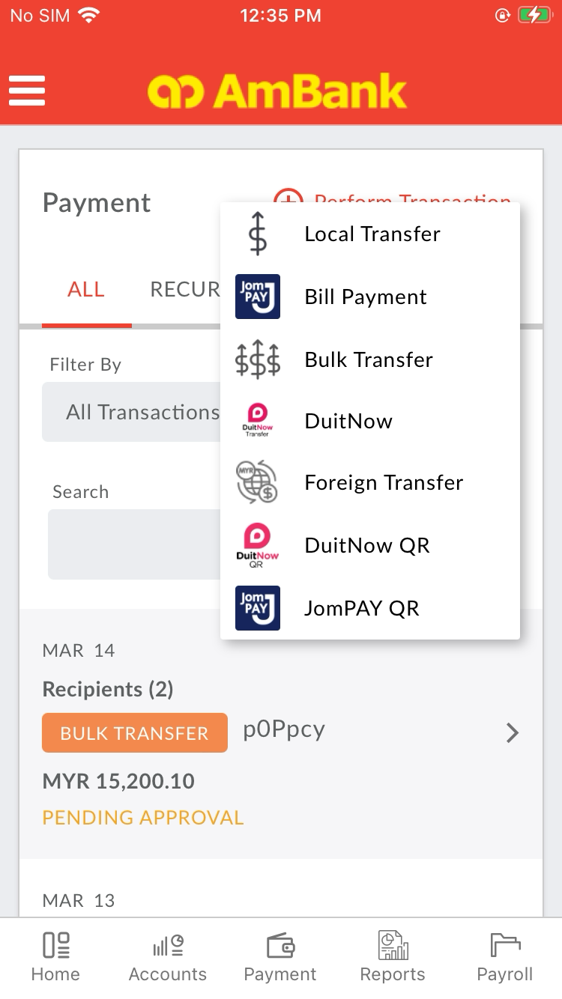 No SIM 12:35 PM
AmBank
Payment
Perform Transaction
ALL RECUR
Filter By
All Transactions
Search
Local Transfer
Jom PAY Bill Payment
Bulk Transfer
DuitNow Transfer DuitNow
MYR Foreign Transfer
DuitNow QR DuitNow QR
Jom PAY JomPAY QR
MAR 14
Recipients (2)
BULK TRANSFER p0Ppcy
MYR 15,200.10
PENDING APPROVAL
MAR 13
Home Accounts Payment Reports Payroll